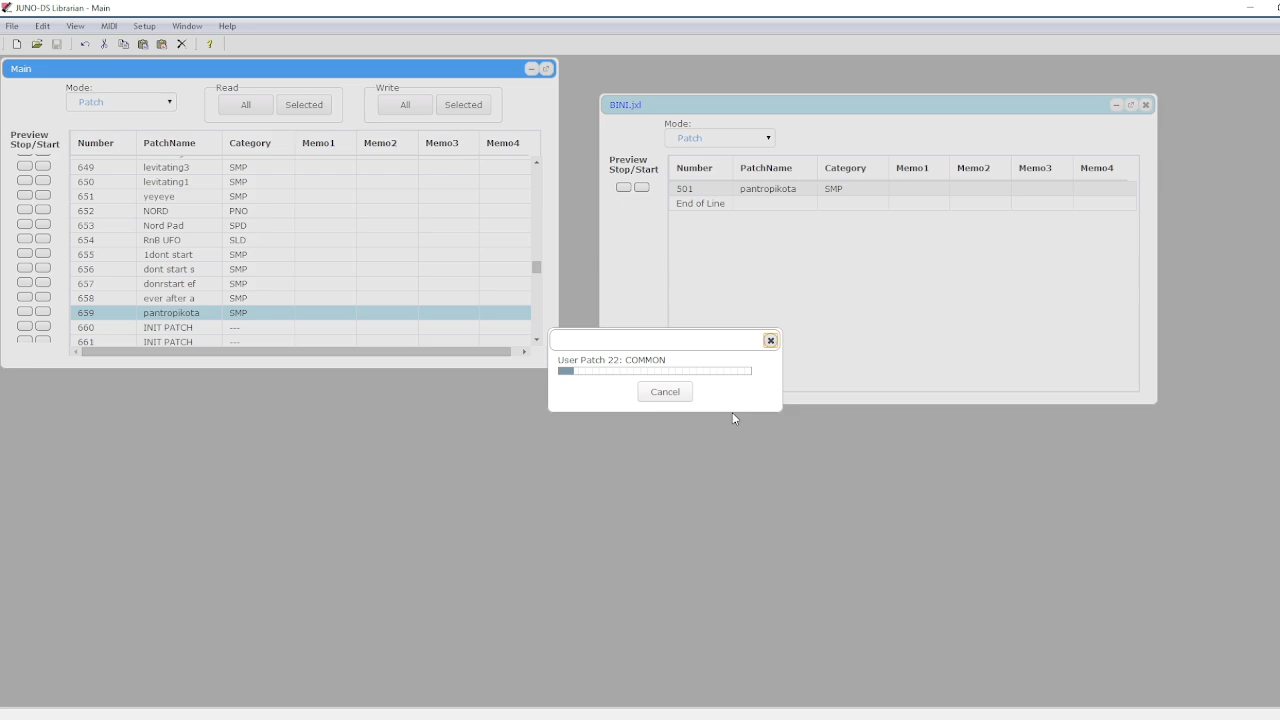 JUNO-DS Librarian - Main
File Edit View MIDI Setup Window Help
Main
Mode:
Patch
Read
All Selected
Write
All Selected
Preview
Stop/Start
Number PatchName Category Memo1 Memo2 Memo3 Memo4
649 levitating3 SMP
650 levitating1 SMP
651 yeyeye SMP
652 NORD PNO
653 Nord Pad SPD
654 RnB UFO SLD
655 1dont start SMP
656 dont start s SMP
657 donrstart ef SMP
658 ever after a SMP
659 pantropikota SMP
660 INIT PATCH ---
661 INIT PATCH ---
BINI.jxl
Mode:
Patch
Preview
Stop/Start
Number PatchName Category Memo1 Memo2 Memo3 Memo4
501 pantropikota SMP
End of Line
User Patch 22: COMMON
Cancel